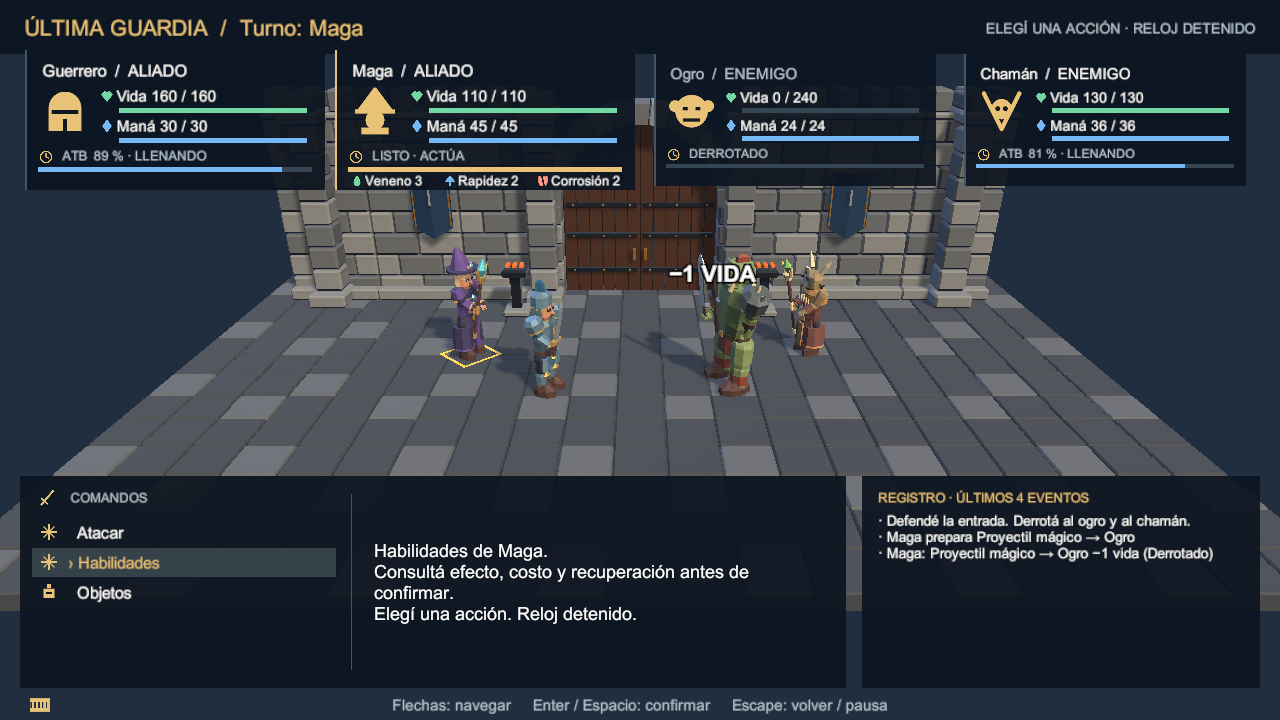 ÚLTIMA GUARDIA / Turno: Maga
ELEGÍ UNA ACCIÓN · RELOJ DETENIDO
Guerrero / ALIADO
Vida 160 / 160
Maná 30 / 30
ATB 89 % · LLENANDO
Maga / ALIADO
Vida 110 / 110
Maná 45 / 45
LISTO · ACTÚA
Veneno 3 Rapidez 2 Corrosión 2
Ogro / ENEMIGO
Vida 0 / 240
Maná 24 / 24
DERROTADO
Chamán / ENEMIGO
Vida 130 / 130
Maná 36 / 36
ATB 81 % · LLENANDO
−1 VIDA
COMANDOS
Atacar
› Habilidades
Objetos
Habilidades de Maga.
Consultá efecto, costo y recuperación antes de
confirmar.
Elegí una acción. Reloj detenido.
REGISTRO · ÚLTIMOS 4 EVENTOS
· Defendé la entrada. Derrotá al ogro y al chamán.
· Maga prepara Proyectil mágico → Ogro
· Maga: Proyectil mágico → Ogro −1 vida (Derrotado)
Flechas: navegar Enter / Espacio: confirmar Escape: volver / pausa